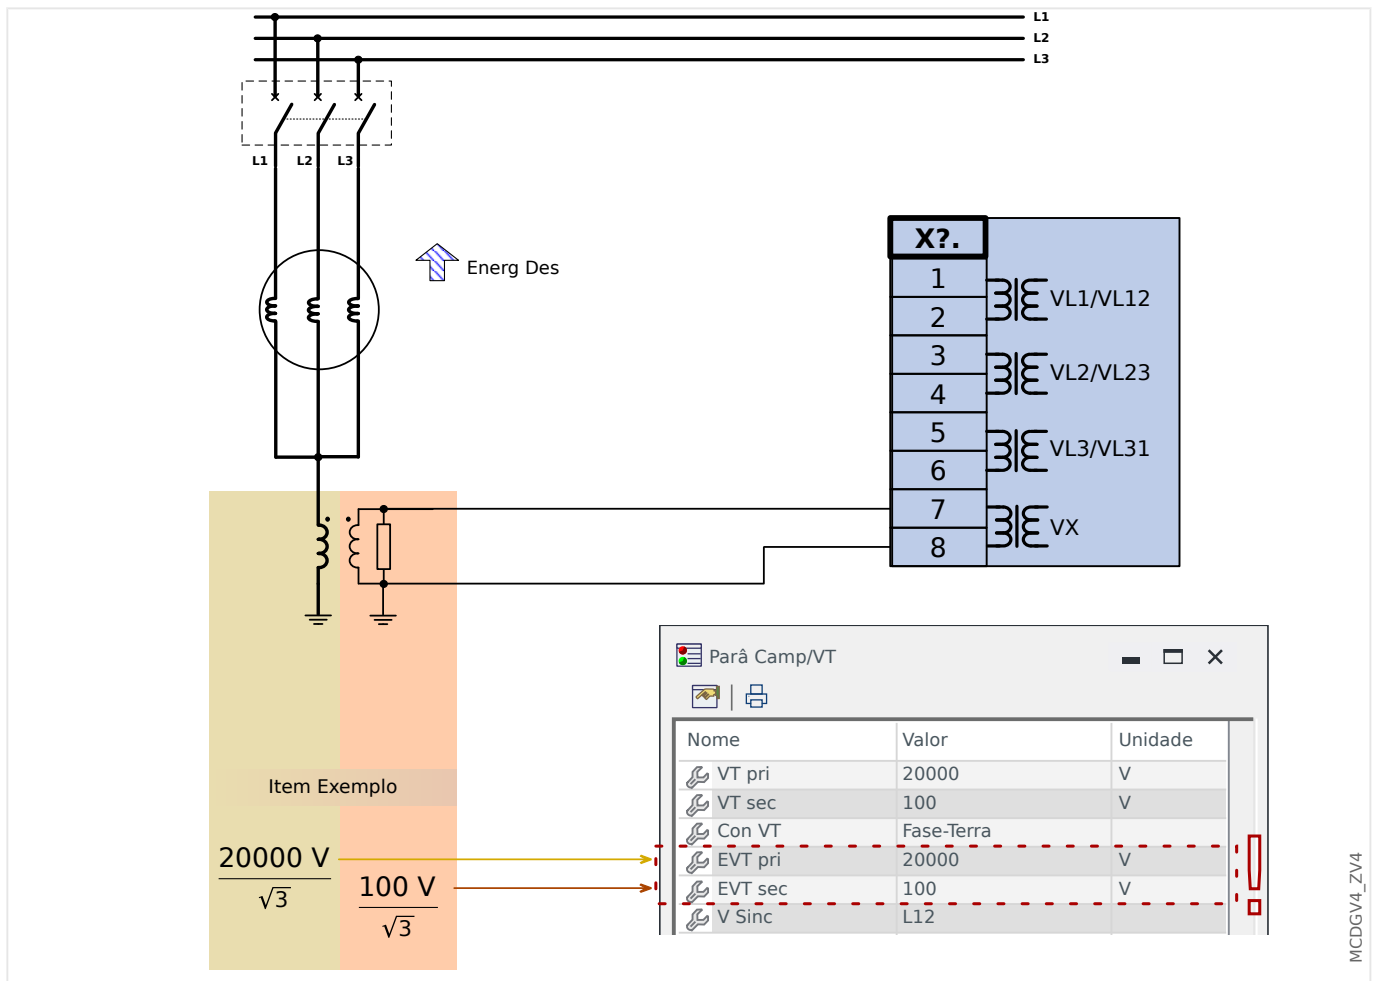 L1
L2
L3
L1 L2 L3
Energ Des
X?.
1
2
VL1/VL12
3
4
VL2/VL23
5
6
VL3/VL31
7
8
VX
Parâ Camp/VT
Nome Valor Unidade
VT pri 20000 V
VT sec 100 V
Con VT Fase-Terra
EVT pri 20000 V
EVT sec 100 V
V Sinc L12
Item Exemplo
20000 V
√3
100 V
√3
MCDGV4_ZV4